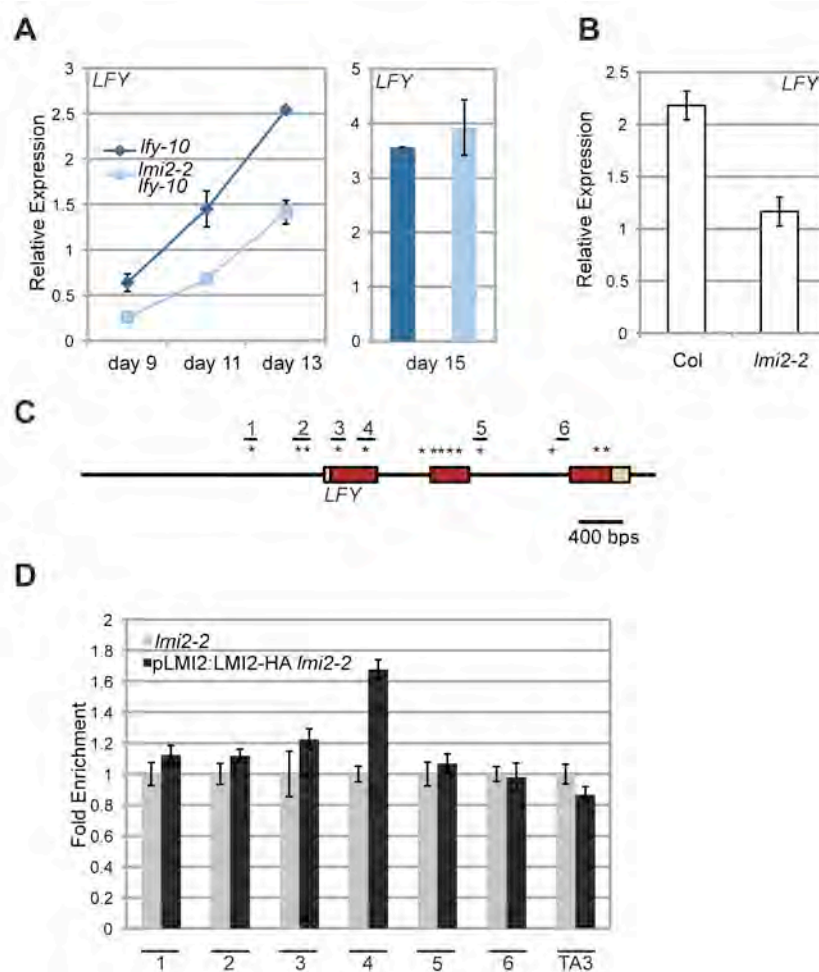 A
B
LFY
Relative Expression
3
2.5
2
1.5
1
0.5
0
lfy-10
lmi2-2
lfy-10
day 9
day 11
day 13
LFY
5
4
3
2
1
0
day 15
LFY
Relative Expression
2.5
2
1.5
1
0.5
0
Col
lmi2-2
C
1 2 3 4 5 6
* ** * * * ***** * * **
LFY
400 bps
D
Fold Enrichment
2
1.8
1.6
1.4
1.2
1
0.8
0.6
0.4
0.2
0
lmi2-2
pLMI2:LMI2-HA lmi2-2
1 2 3 4 5 6 TA3